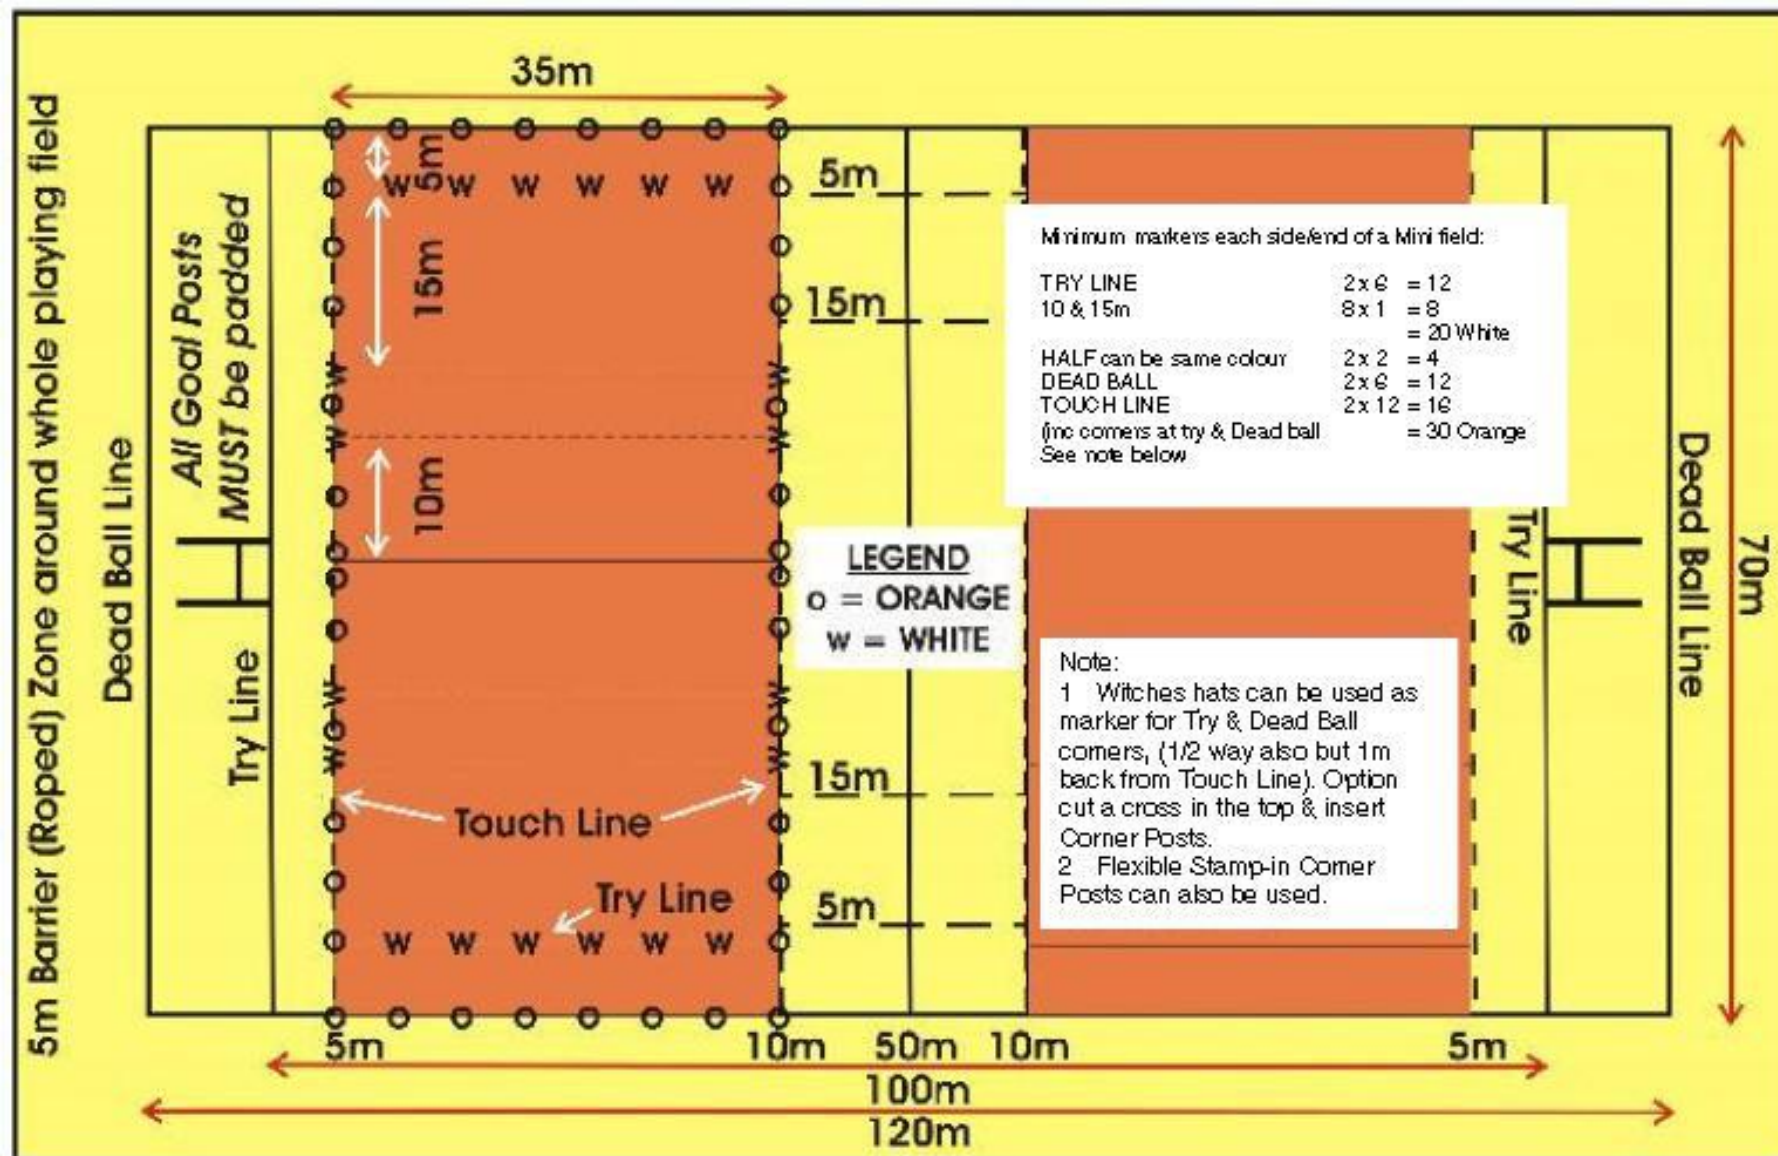 35m
5m Barrier (Roped) Zone around whole playing field
Dead Ball Line
All Goal Posts
MUST be padded
Try Line
o o o o o o o o
5m
o w w w w w w o
15m
o o
o o
w w
o o
w w
10m
o o
o o
o o
o o
w w
o o
w w
Touch Line
o o
o o
Try Line
o w w w w w w o
o o o o o o o o
5m
15m
LEGEND
o = ORANGE
w = WHITE
15m
5m
Minimum markers each side/end of a Mini field:
TRY LINE 2 x 6 = 12
10 & 15m 8 x 1 = 8
= 20 White
HALF can be same colour 2 x 2 = 4
DEAD BALL 2 x 6 = 12
TOUCH LINE 2 x 12 = 16
(inc corners at try & Dead ball = 30 Orange
See note below
Note:
1 Witches hats can be used as
marker for Try & Dead Ball
corners, (1/2 way also but 1m
back from Touch Line). Option
cut a cross in the top & insert
Corner Posts.
2 Flexible Stamp-in Corner
Posts can also be used.
Try Line
Dead Ball Line
70m
5m 10m 50m 10m 5m
100m
120m